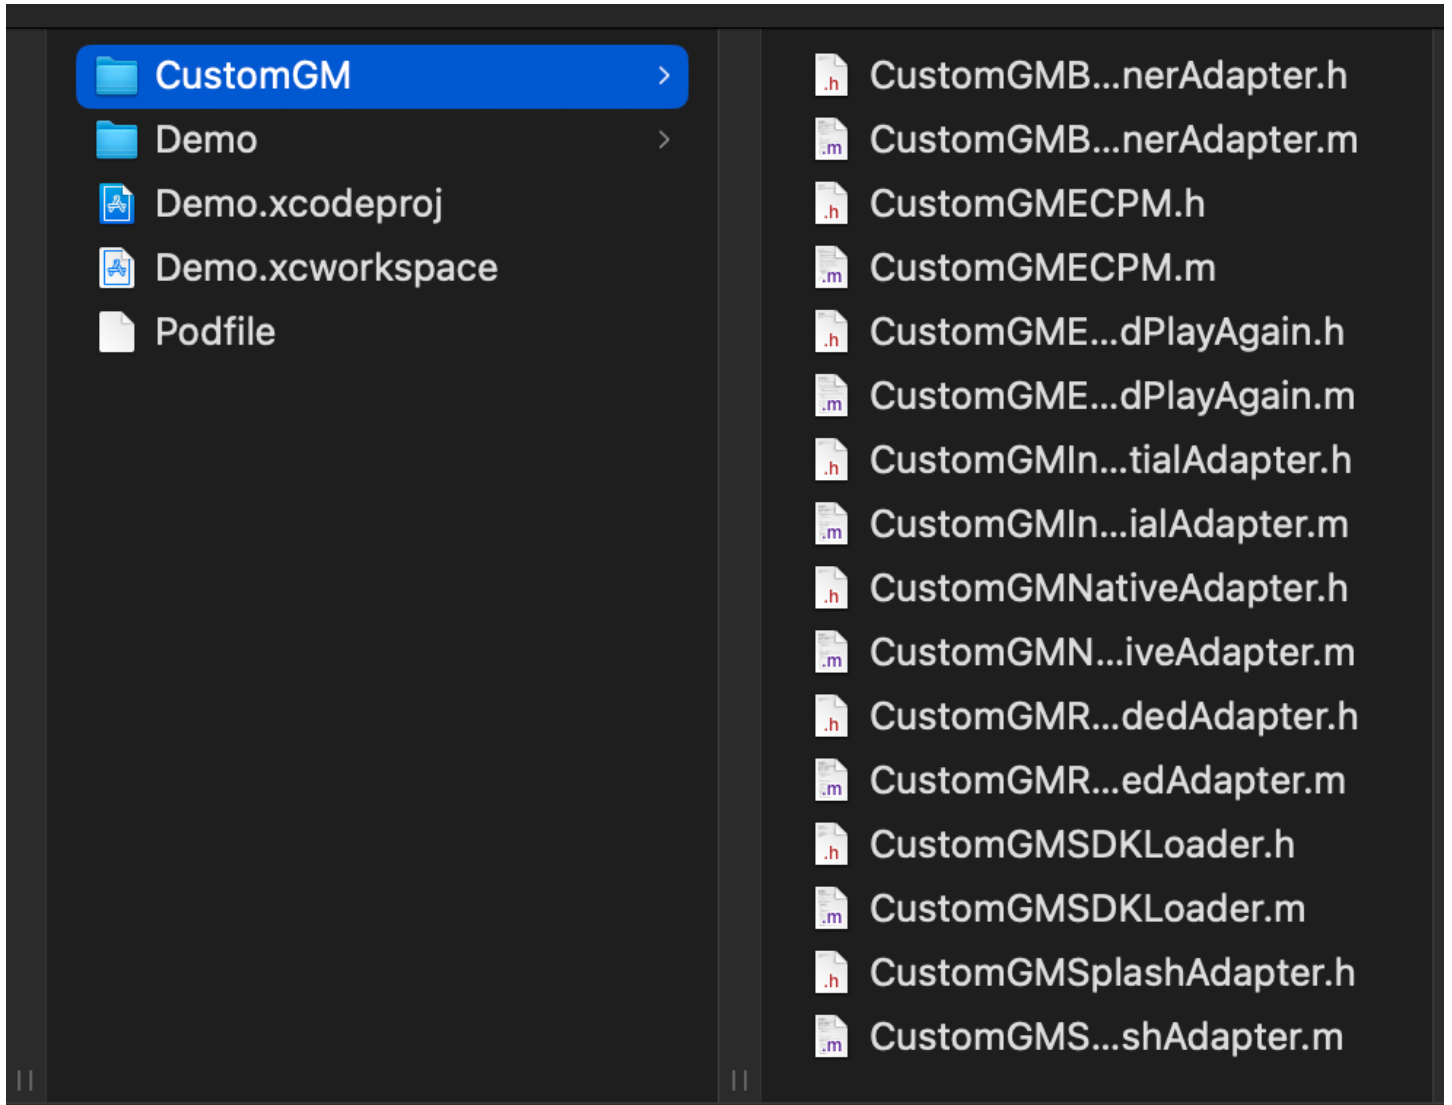 CustomGM
Demo
Demo.xcodeproj
Demo.xcworkspace
Podfile
.h CustomGMB...nerAdapter.h
.m CustomGMB...nerAdapter.m
.h CustomGMECPM.h
.m CustomGMECPM.m
.h CustomGME...dPlayAgain.h
.m CustomGME...dPlayAgain.m
.h CustomGMIn...tialAdapter.h
.m CustomGMIn...ialAdapter.m
.h CustomGMNativeAdapter.h
.m CustomGMN...iveAdapter.m
.h CustomGMR...dedAdapter.h
.m CustomGMR...edAdapter.m
.h CustomGMSDKLoader.h
.m CustomGMSDKLoader.m
.h CustomGMSplashAdapter.h
.m CustomGMS...shAdapter.m